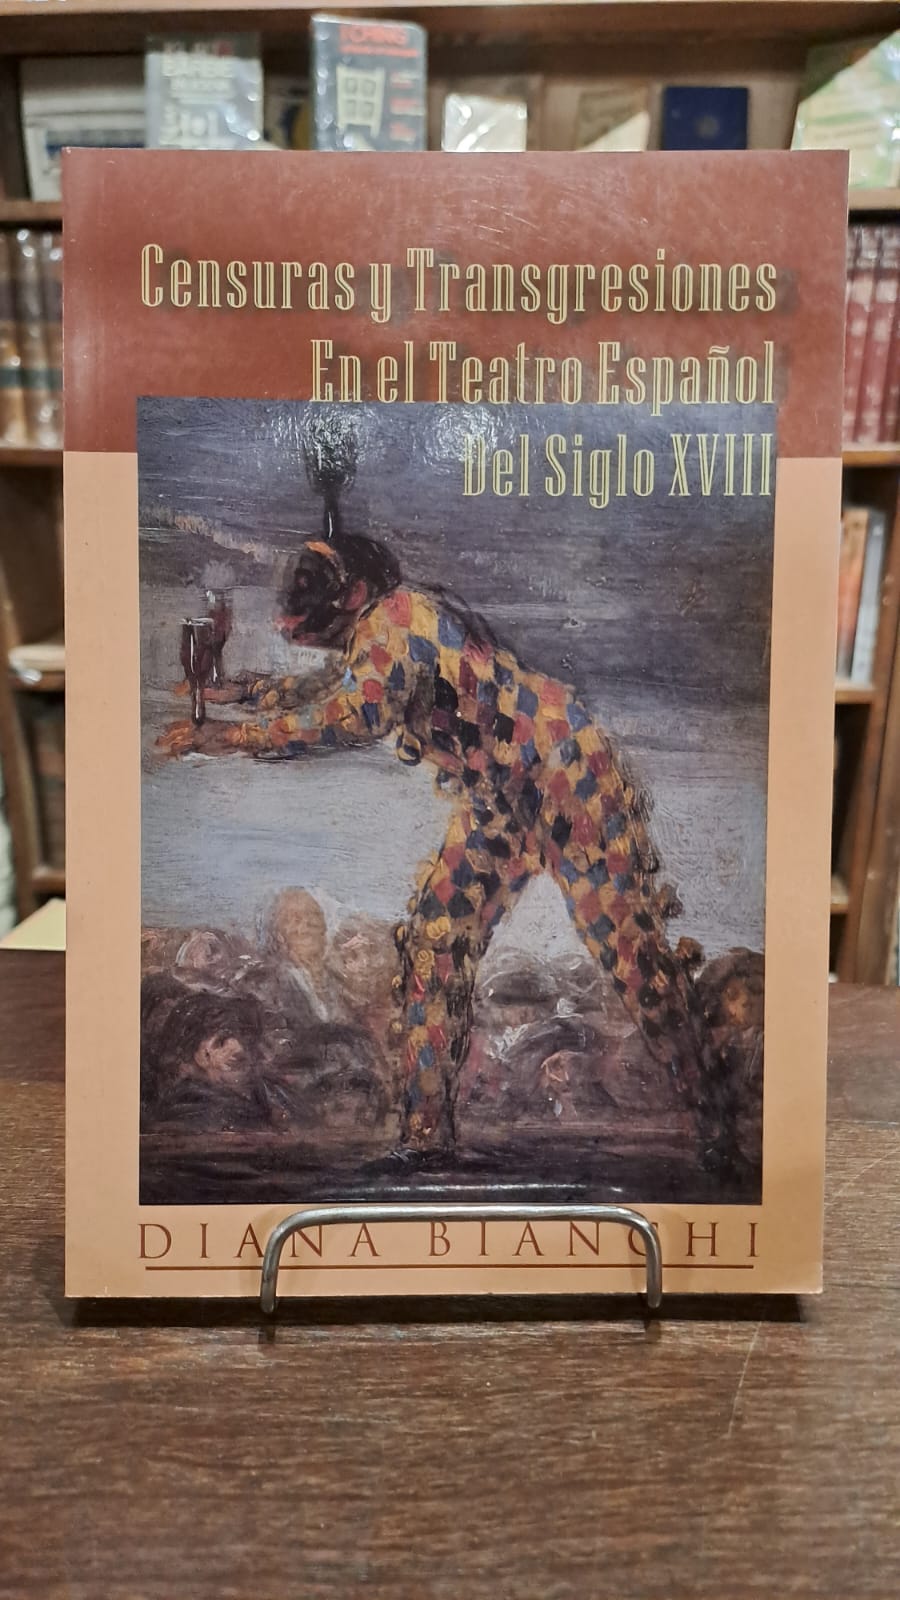 Censuras y Transgresiones
En el Teatro Español
Del Siglo XVIII
DIANA BIANCHI